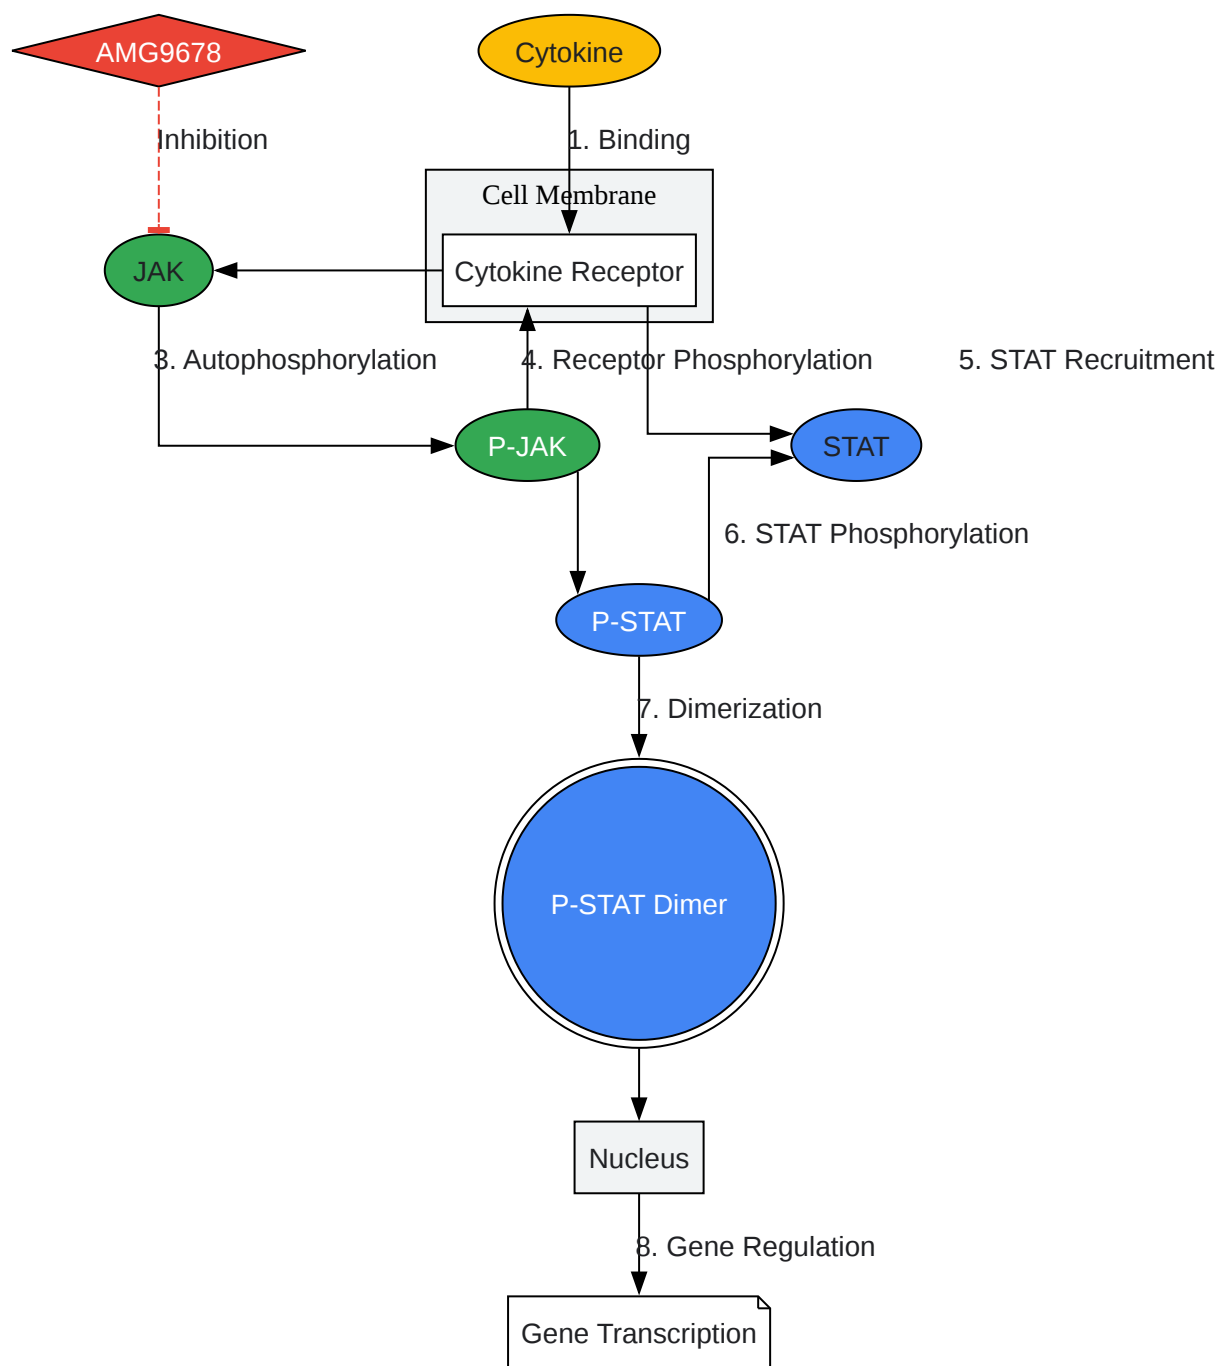 AMG9678
Cytokine
Inhibition
1. Binding
Cell Membrane
JAK
Cytokine Receptor
3. Autophosphorylation
4. Receptor Phosphorylation
5. STAT Recruitment
P-JAK
STAT
6. STAT Phosphorylation
P-STAT
7. Dimerization
P-STAT Dimer
Nucleus
8. Gene Regulation
Gene Transcription